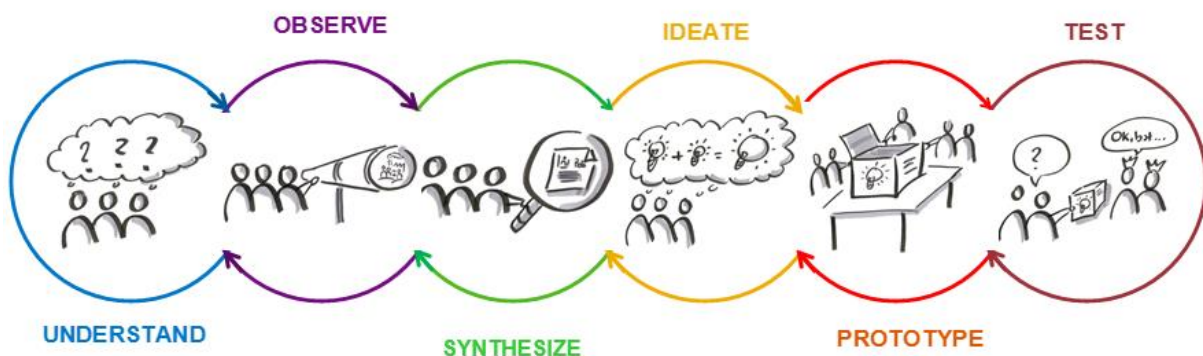 OBSERVE
IDEATE
TEST
? ? ?
+ =
?
Ok, but...
UNDERSTAND
SYNTHESIZE
PROTOTYPE